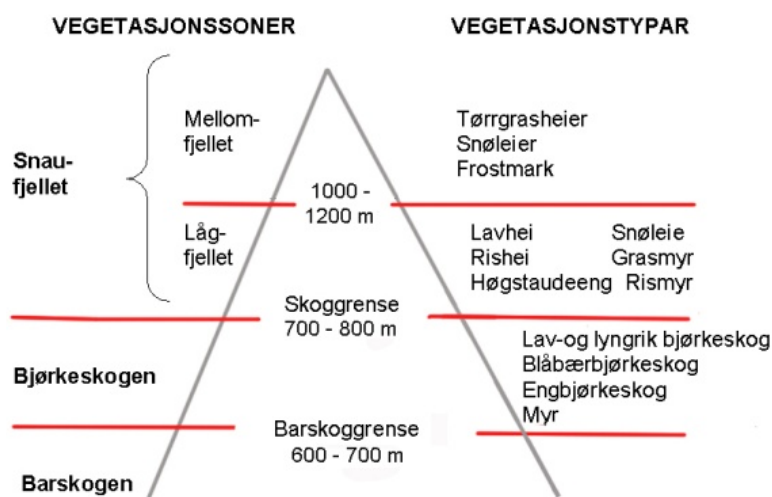 VEGETASJONSSONER
VEGETASJONSTYPAR
Snau-
fjellet
Mellom-
fjellet
Tørrgrasheier
Snøleier
Frostmark
1000 -
1200 m
Låg-
fjellet
Lavhei Snøleie
Rishei Grasmyr
Høgstaudeeng Rismyr
Skoggrense
700 - 800 m
Bjørkeskogen
Lav-og lyngrik bjørkeskog
Blåbærbjørkeskog
Engbjørkeskog
Myr
Barskoggrense
600 - 700 m
Barskogen